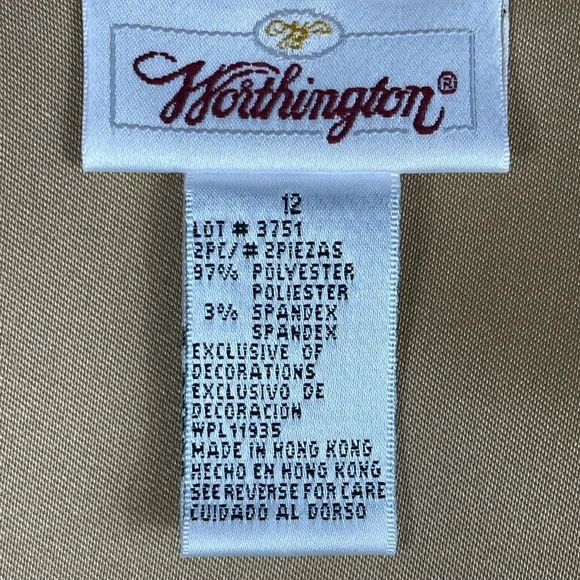 Worthington®
12
LOT # 3751
2PC/# 2PIEZAS
97% POLYESTER
POLIESTER
3% SPANDEX
SPANDEX
EXCLUSIVE OF
DECORATIONS
EXCLUSIVO DE
DECORACION
WPL11935
MADE IN HONG KONG
HECHO EN HONG KONG
SEE REVERSE FOR CARE
CUIDADO AL DORSO